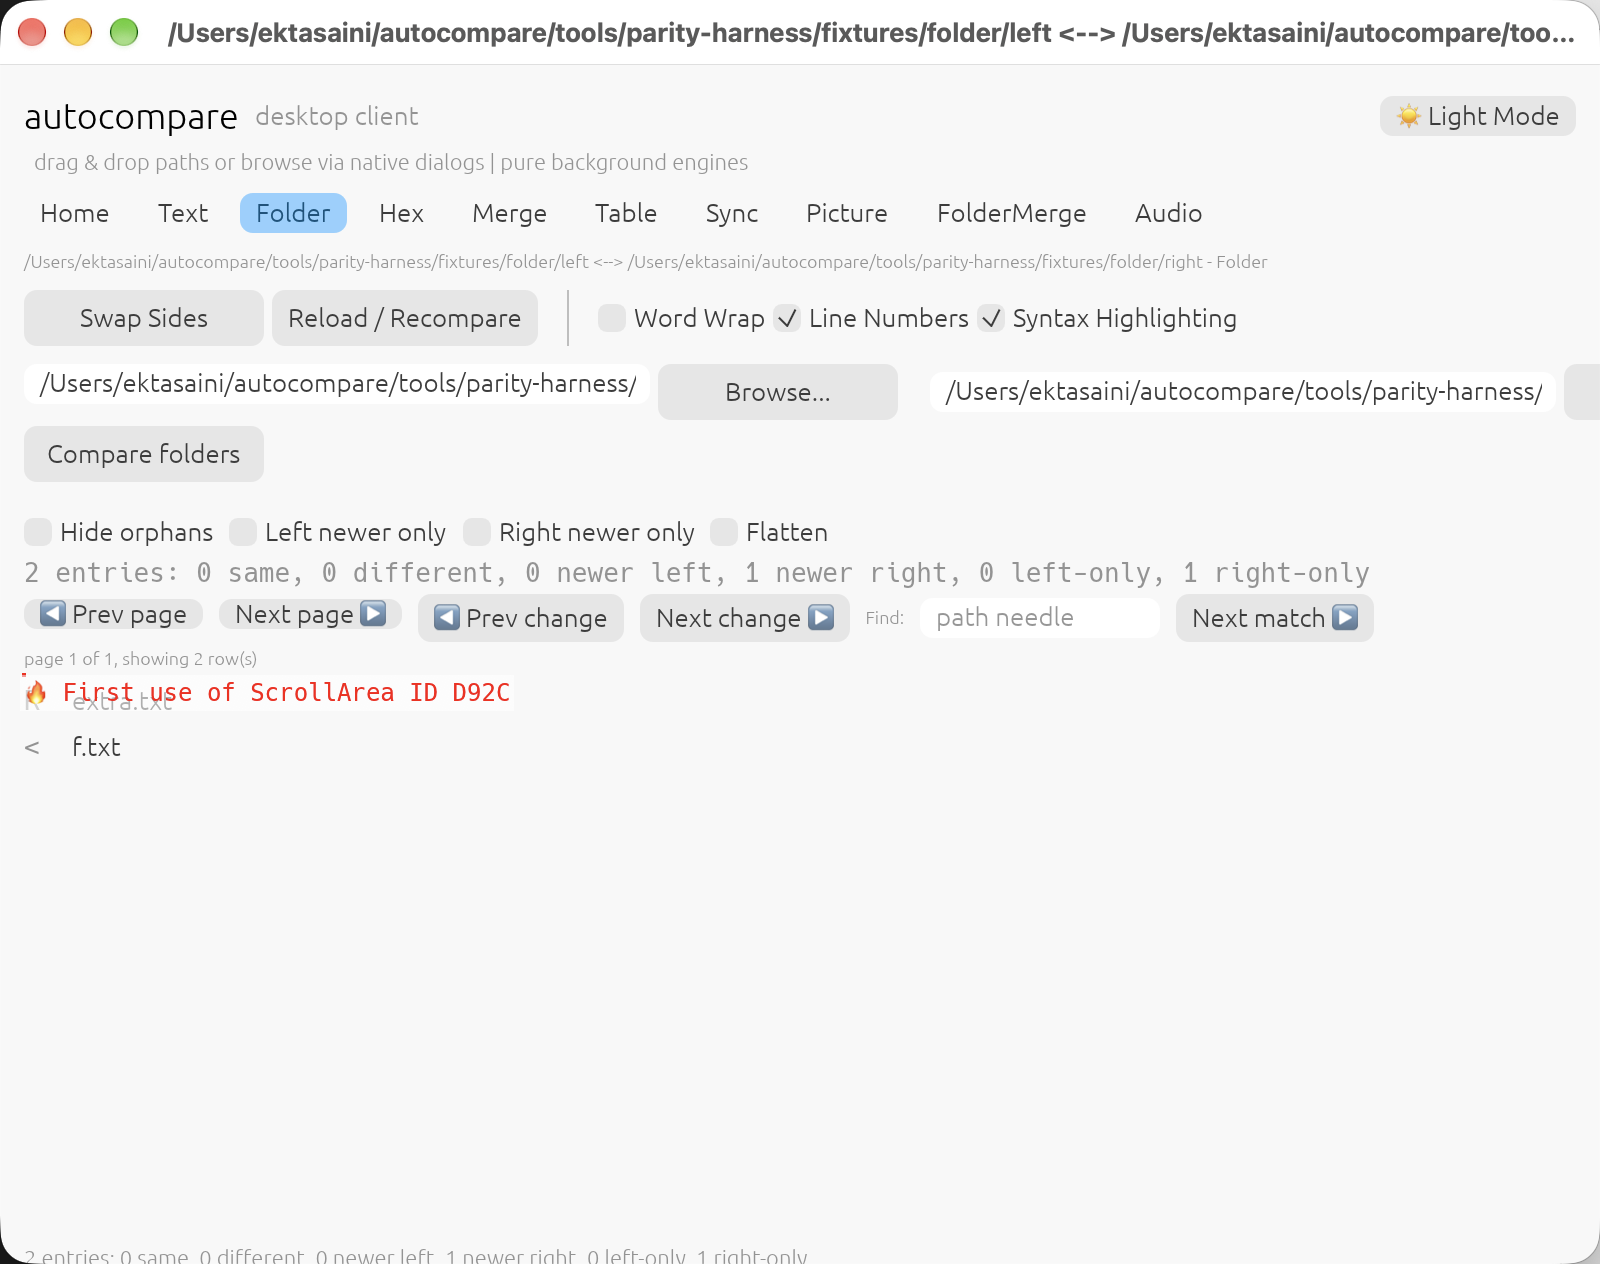 /Users/ektasaini/autocompare/tools/parity-harness/fixtures/folder/left <--> /Users/ektasaini/autocompare/too...
autocompare desktop client ☀️ Light Mode
drag & drop paths or browse via native dialogs | pure background engines
Home Text Folder Hex Merge Table Sync Picture FolderMerge Audio
/Users/ektasaini/autocompare/tools/parity-harness/fixtures/folder/left <--> /Users/ektasaini/autocompare/tools/parity-harness/fixtures/folder/right - Folder
Swap Sides Reload / Recompare Word Wrap Line Numbers Syntax Highlighting
/Users/ektasaini/autocompare/tools/parity-harness/ Browse... /Users/ektasaini/autocompare/tools/parity-harness/
Compare folders
Hide orphans Left newer only Right newer only Flatten
2 entries: 0 same, 0 different, 0 newer left, 1 newer right, 0 left-only, 1 right-only
◀ Prev page Next page ▶ ◀ Prev change Next change ▶ Find: path needle Next match ▶
page 1 of 1, showing 2 row(s)
🔥 First use of ScrollArea ID D92C
R extra.txt
< f.txt
2 entries: 0 same, 0 different, 0 newer left, 1 newer right, 0 left-only, 1 right-only